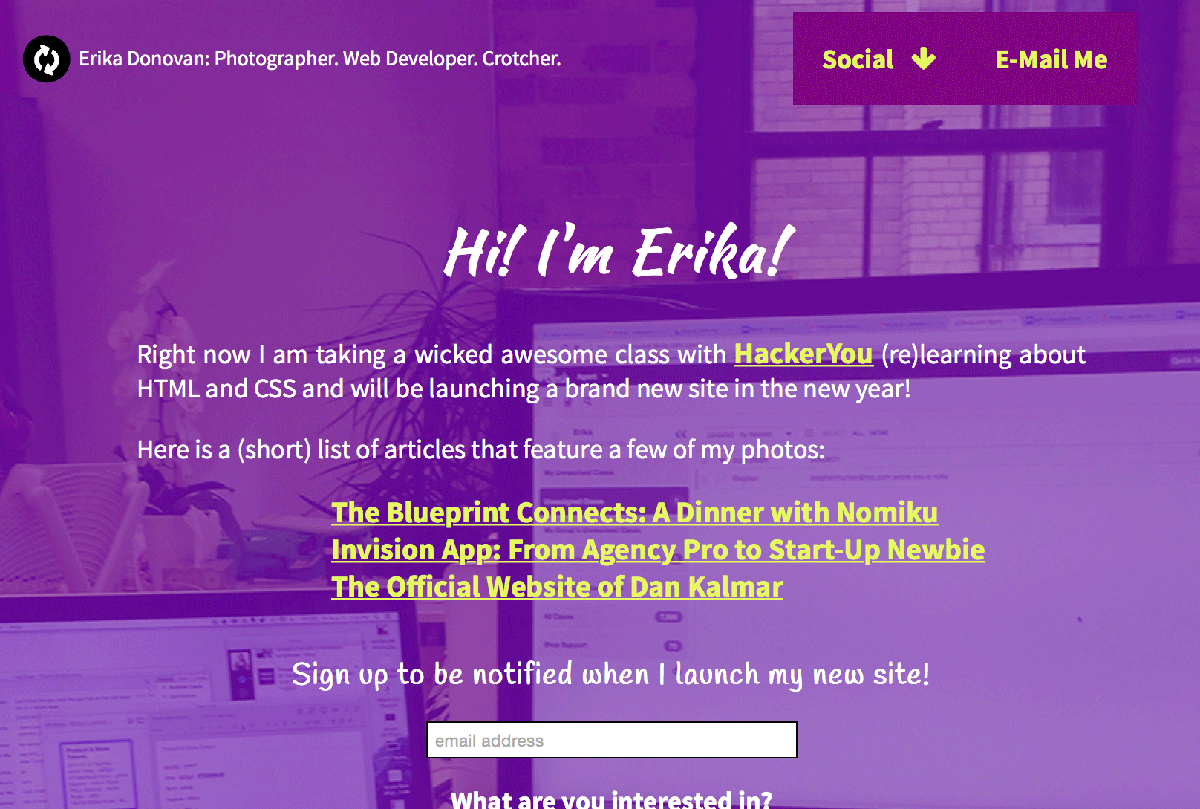 Erika Donovan: Photographer. Web Developer. Crotcher.
Social
E-Mail Me
Hi! I'm Erika!
Right now I am taking a wicked awesome class with HackerYou (re)learning about
HTML and CSS and will be launching a brand new site in the new year!
Here is a (short) list of articles that feature a few of my photos:
The Blueprint Connects: A Dinner with Nomiku
Invision App: From Agency Pro to Start-Up Newbie
The Official Website of Dan Kalmar
Sign up to be notified when I launch my new site!
email address
What are you interested in?